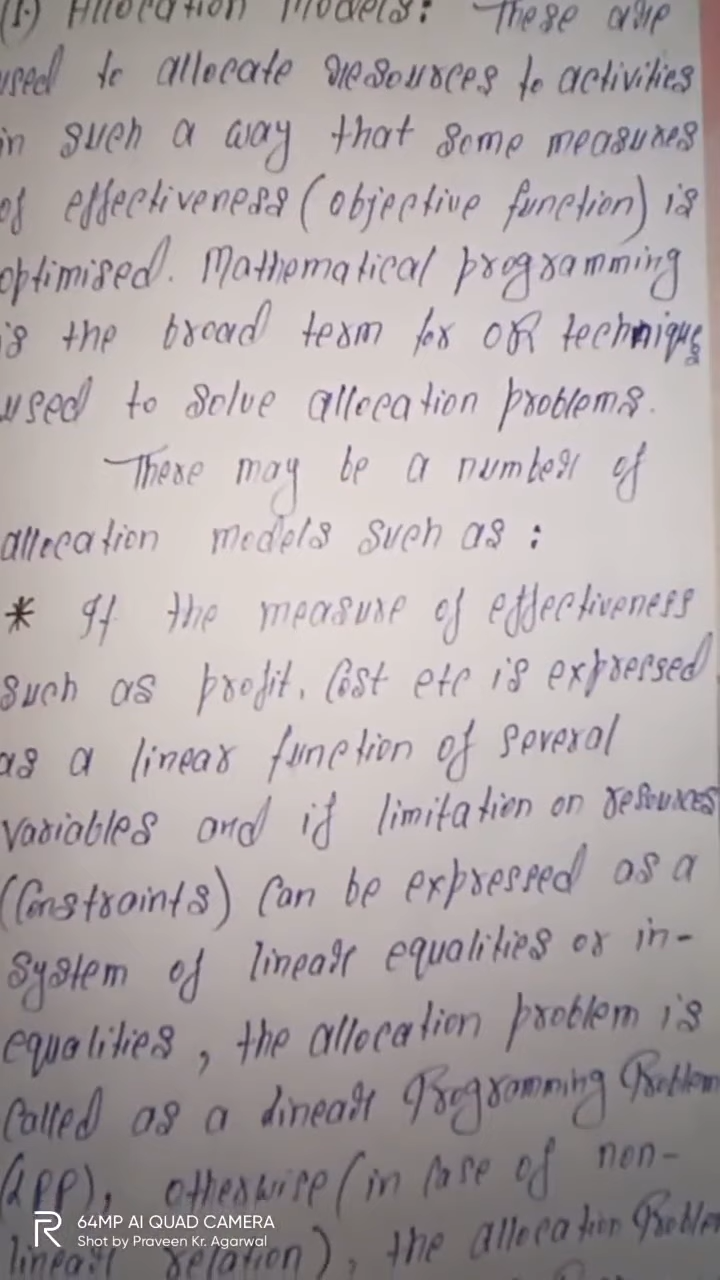 (1.) Allocation Models: These are
used to allocate resources to activities
in such a way that some measures
of effectiveness (objective function) is
optimised. Mathematical programming
is the broad term for OR techniques
used to solve allocation problems.
There may be a number of
allocation models such as:
* If the measure of effectiveness
such as profit, Cost etc is expressed
as a linear function of several
variables and if limitation on resources
(Constraints) Can be expressed as a
system of linear equalities or in-
equalities, the allocation problem is
Called as a Linear Programming Problem
(LPP), otherwise (in Case of non-
linear relation), the allocation Problem
64MP AI QUAD CAMERA
Shot by Praveen Kr. Agarwal